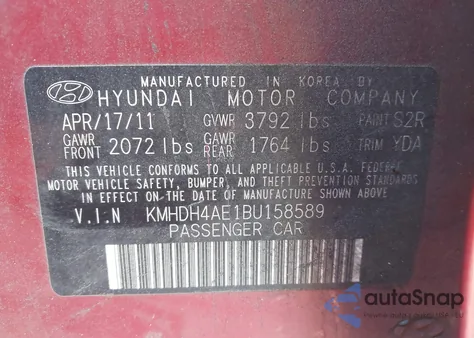 MANUFACTURED IN KOREA BY
HYUNDAI MOTOR COMPANY
APR/17/11 GVWR 3792 lbs PAINT S2R
GAWR FRONT 2072 lbs GAWR REAR 1764 lbs TRIM YDA
THIS VEHICLE CONFORMS TO ALL APPLICABLE U.S.A. FEDERAL
MOTOR VEHICLE SAFETY, BUMPER, AND THEFT PREVENTION STANDARDS
IN EFFECT ON THE DATE OF MANUFACTURE SHOWN ABOVE.
V.I.N KMHDH4AE1BU158589
PASSENGER CAR
autoSnap